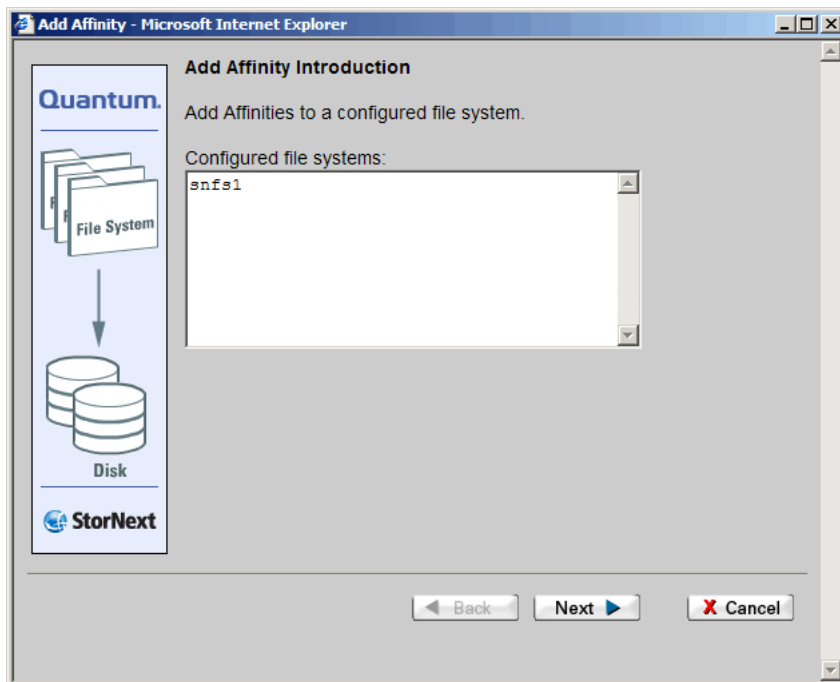 Add Affinity - Microsoft Internet Explorer
Quantum.
File System
Disk
StorNext
Add Affinity Introduction
Add Affinities to a configured file system.
Configured file systems:
snfs1
Back
Next
X Cancel